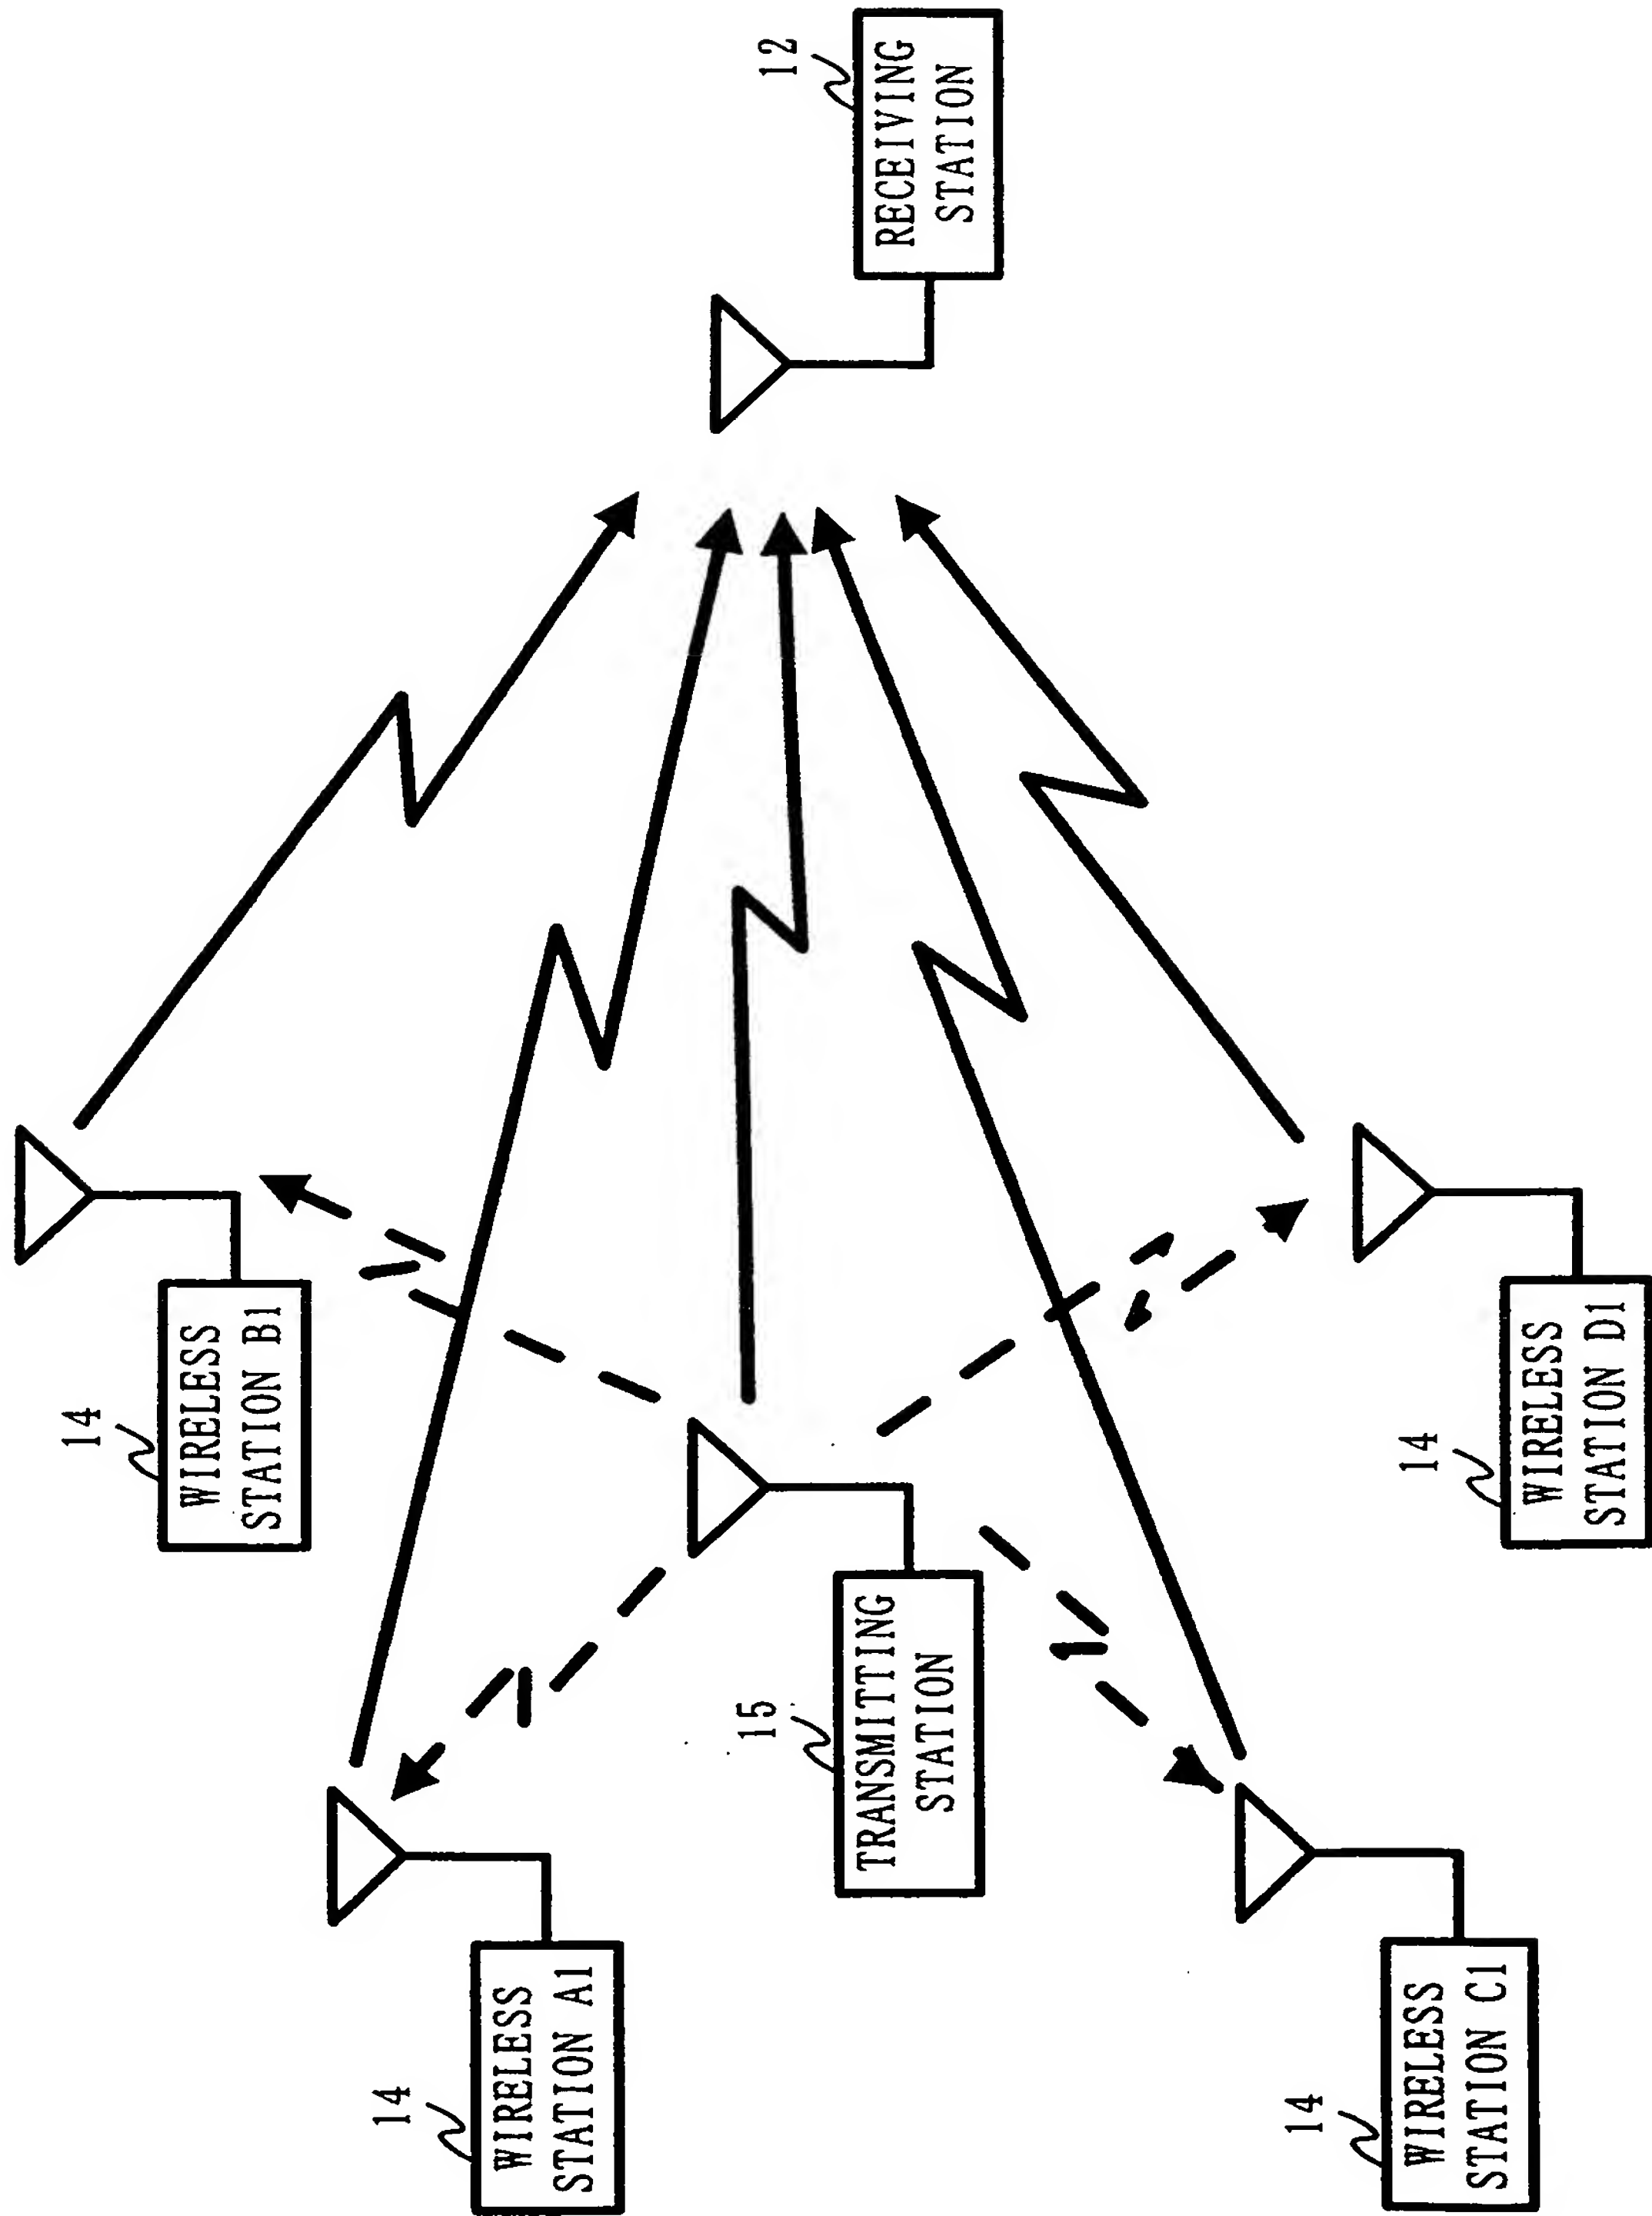 14
WIRELESS
STATION B1
14
WIRELESS
STATION A1
12
RECEIVING
STATION
15
TRANSMITTING
STATION
14
WIRELESS
STATION D1
14
WIRELESS
STATION C1